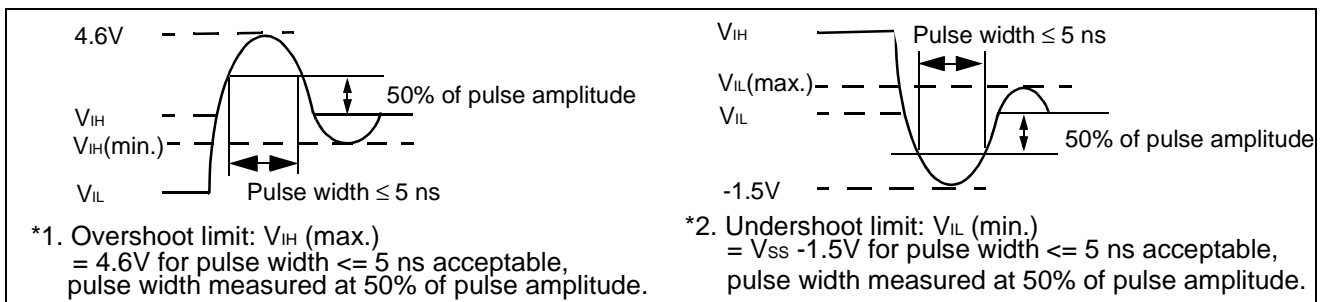 4.6V
50% of pulse amplitude
VIH
VIH(min.)
VIL
Pulse width ≤ 5 ns
*1. Overshoot limit: VIH (max.)
= 4.6V for pulse width <= 5 ns acceptable,
pulse width measured at 50% of pulse amplitude.
VIH
Pulse width ≤ 5 ns
VIL(max.)
VIL
50% of pulse amplitude
-1.5V
*2. Undershoot limit: VIL (min.)
= VSS -1.5V for pulse width <= 5 ns acceptable,
pulse width measured at 50% of pulse amplitude.